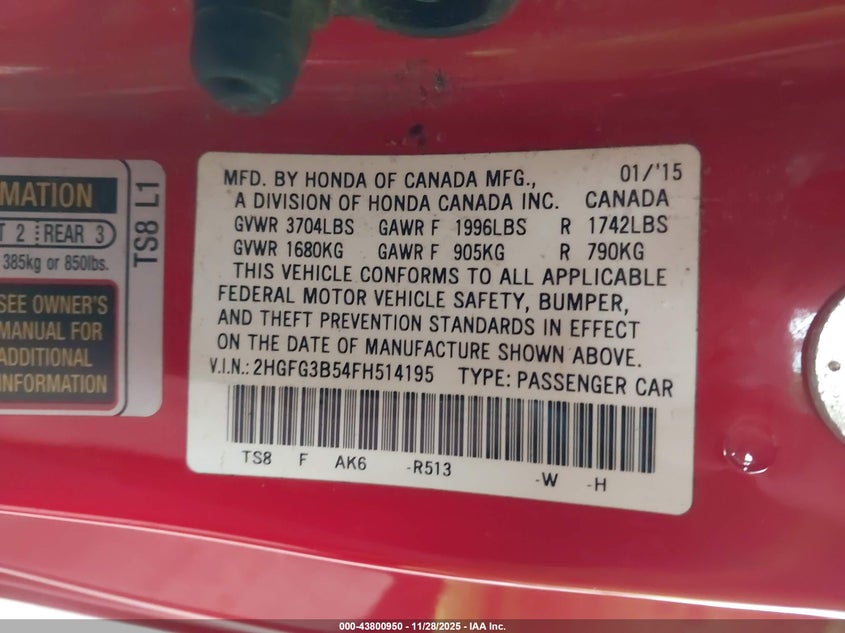 MATION
T 2 REAR 3
385kg or 850lbs.
SEE OWNER'S
MANUAL FOR
ADDITIONAL
INFORMATION
TS8 L1
MFD. BY HONDA OF CANADA MFG., 01/'15
A DIVISION OF HONDA CANADA INC. CANADA
GVWR 3704LBS GAWR F 1996LBS R 1742LBS
GVWR 1680KG GAWR F 905KG R 790KG
THIS VEHICLE CONFORMS TO ALL APPLICABLE
FEDERAL MOTOR VEHICLE SAFETY, BUMPER,
AND THEFT PREVENTION STANDARDS IN EFFECT
ON THE DATE OF MANUFACTURE SHOWN ABOVE.
V.I.N.: 2HGFG3B54FH514195 TYPE: PASSENGER CAR
TS8 F AK6 -R513 -W -H
000-43800950 - 11/28/2025 - IAA Inc.